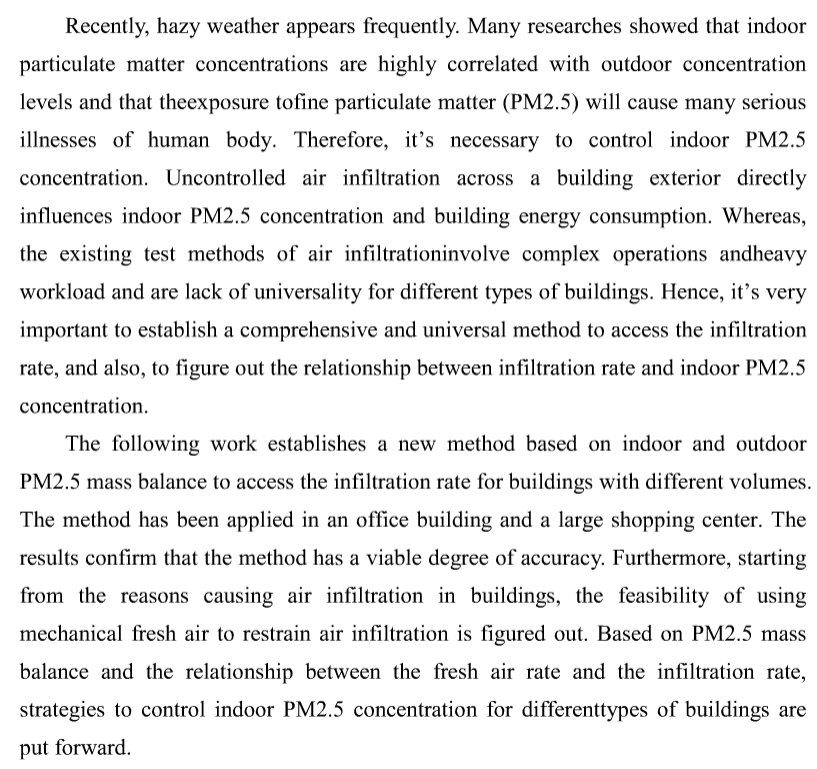 Recently, hazy weather appears frequently. Many researches showed that indoor
particulate matter concentrations are highly correlated with outdoor concentration
levels and that theexposure tofine particulate matter (PM2.5) will cause many serious
illnesses of human body. Therefore, it's necessary to control indoor PM2.5
concentration. Uncontrolled air infiltration across a building exterior directly
influences indoor PM2.5 concentration and building energy consumption. Whereas,
the existing test methods of air infiltrationinvolve complex operations andheavy
workload and are lack of universality for different types of buildings. Hence, it's very
important to establish a comprehensive and universal method to access the infiltration
rate, and also, to figure out the relationship between infiltration rate and indoor PM2.5
concentration.
The following work establishes a new method based on indoor and outdoor
PM2.5 mass balance to access the infiltration rate for buildings with different volumes.
The method has been applied in an office building and a large shopping center. The
results confirm that the method has a viable degree of accuracy. Furthermore, starting
from the reasons causing air infiltration in buildings, the feasibility of using
mechanical fresh air to restrain air infiltration is figured out. Based on PM2.5 mass
balance and the relationship between the fresh air rate and the infiltration rate,
strategies to control indoor PM2.5 concentration for differenttypes of buildings are
put forward.